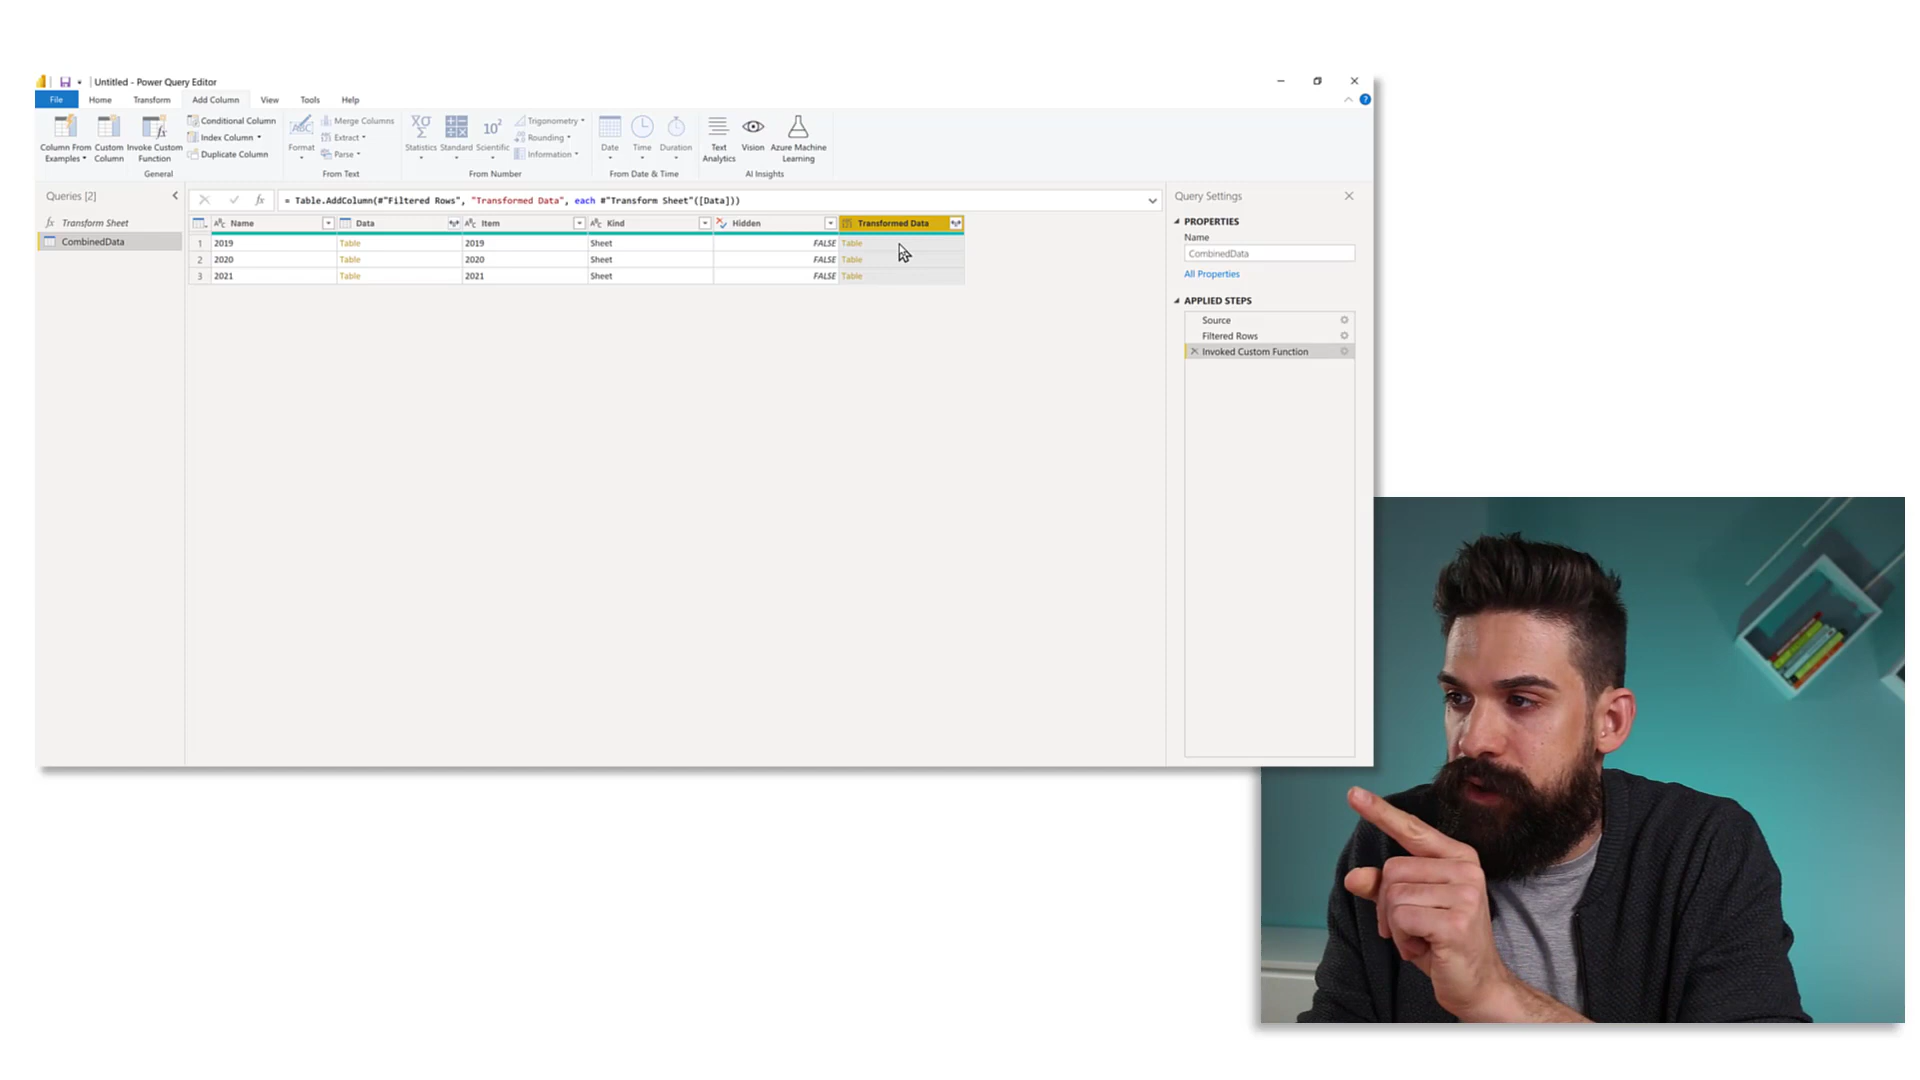 Untitled - Power Query Editor
File Home Transform Add Column View Tools Help
Column From Examples
Custom Column
Invoke Custom Function
Conditional Column
Index Column
Duplicate Column
General
ABC
Format
Merge Columns
Extract
Parse
From Text
XΟ Σ
Statistics
Standard
10²
Scientific
Trigonometry
Rounding
Information
From Number
Date
Time
Duration
From Date & Time
Text Analytics
Vision
Azure Machine Learning
AI Insights
Queries [2]
fx Transform Sheet
CombinedData
fx = Table.AddColumn(#"Filtered Rows", "Transformed Data", each #"Transform Sheet"([Data]))
Name Data Item Kind Hidden Transformed Data
1 2019 Table 2019 Sheet FALSE Table
2 2020 Table 2020 Sheet FALSE Table
3 2021 Table 2021 Sheet FALSE Table
Query Settings
PROPERTIES
Name
CombinedData
All Properties
APPLIED STEPS
Source
Filtered Rows
Invoked Custom Function